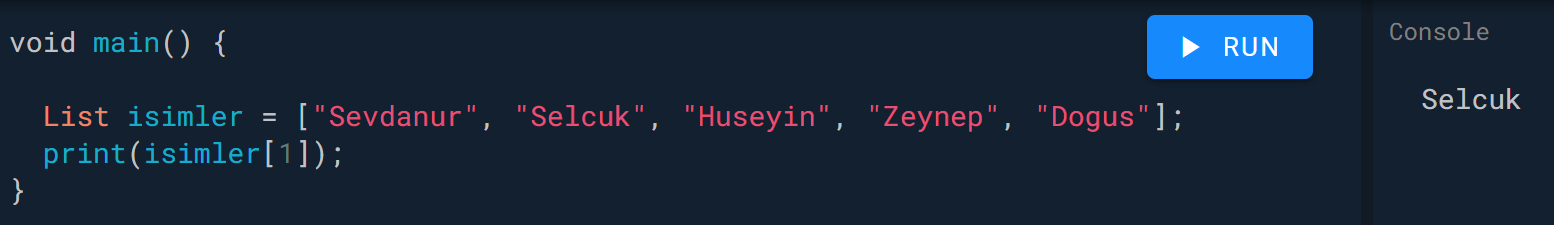 void main() {
RUN
Console
List isimler = ["Sevdanur", "Selcuk", "Huseyin", "Zeynep", "Dogus"];
print(isimler[1]);
}
Selcuk